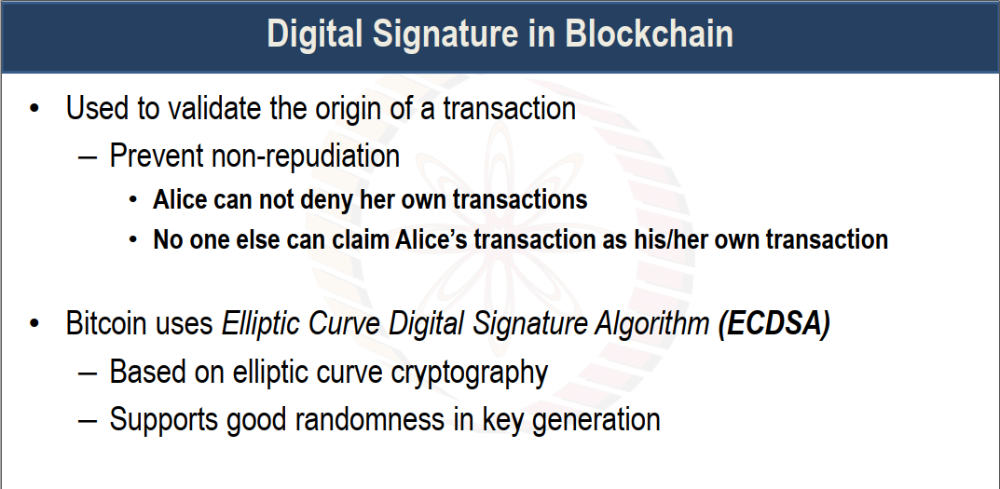 Digital Signature in Blockchain
• Used to validate the origin of a transaction
– Prevent non-repudiation
• Alice can not deny her own transactions
• No one else can claim Alice’s transaction as his/her own transaction
• Bitcoin uses Elliptic Curve Digital Signature Algorithm (ECDSA)
– Based on elliptic curve cryptography
– Supports good randomness in key generation